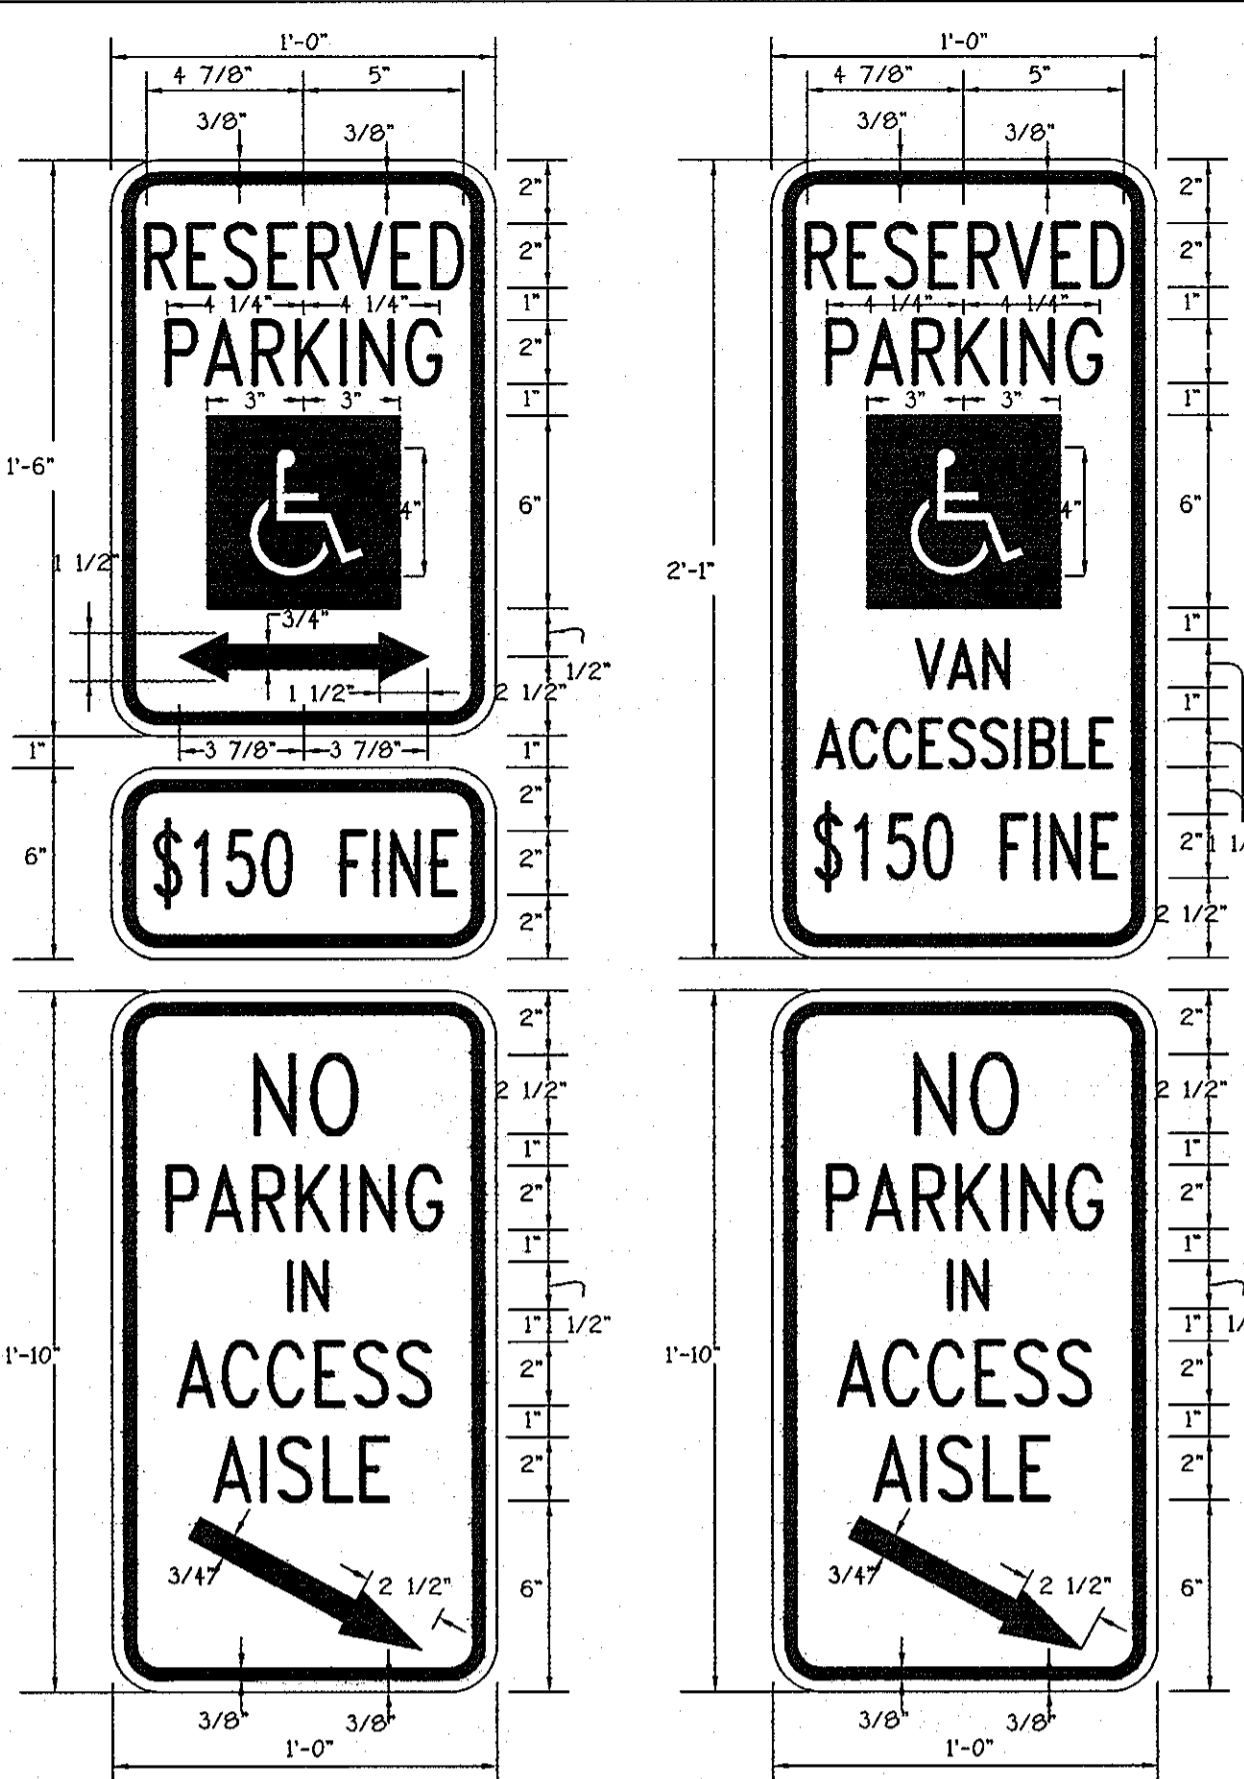 1'-0"
4 7/8" 5"
3/8" 3/8"
RESERVED
4 1/4" 4 1/4"
PARKING
3" 3"
4"
1'-6"
1 1/2"
3/4"
1 1/2"
3 7/8" 3 7/8"
2"
2"
1"
2"
1"
6"
1/2"
2 1/2"
1" 1"
$150 FINE
6"
2"
2"
2"
1'-0"
4 7/8" 5"
3/8" 3/8"
RESERVED
4 1/4" 4 1/4"
PARKING
3" 3"
4"
2'-1"
VAN
ACCESSIBLE
$150 FINE
2"
2"
1"
2"
1"
6"
1"
1"
2" 1 1/
2 1/2"
NO
PARKING
IN
ACCESS
AISLE
1'-10"
3/4"
2 1/2"
3/8" 3/8"
1'-0"
2"
2 1/2"
1"
2"
1"
1" 1/2"
2"
1"
2"
6"
NO
PARKING
IN
ACCESS
AISLE
1'-10"
3/4"
2 1/2"
3/8" 3/8"
1'-0"
2"
2 1/2"
1"
2"
1"
1" 1/
2"
1"
2"
6"